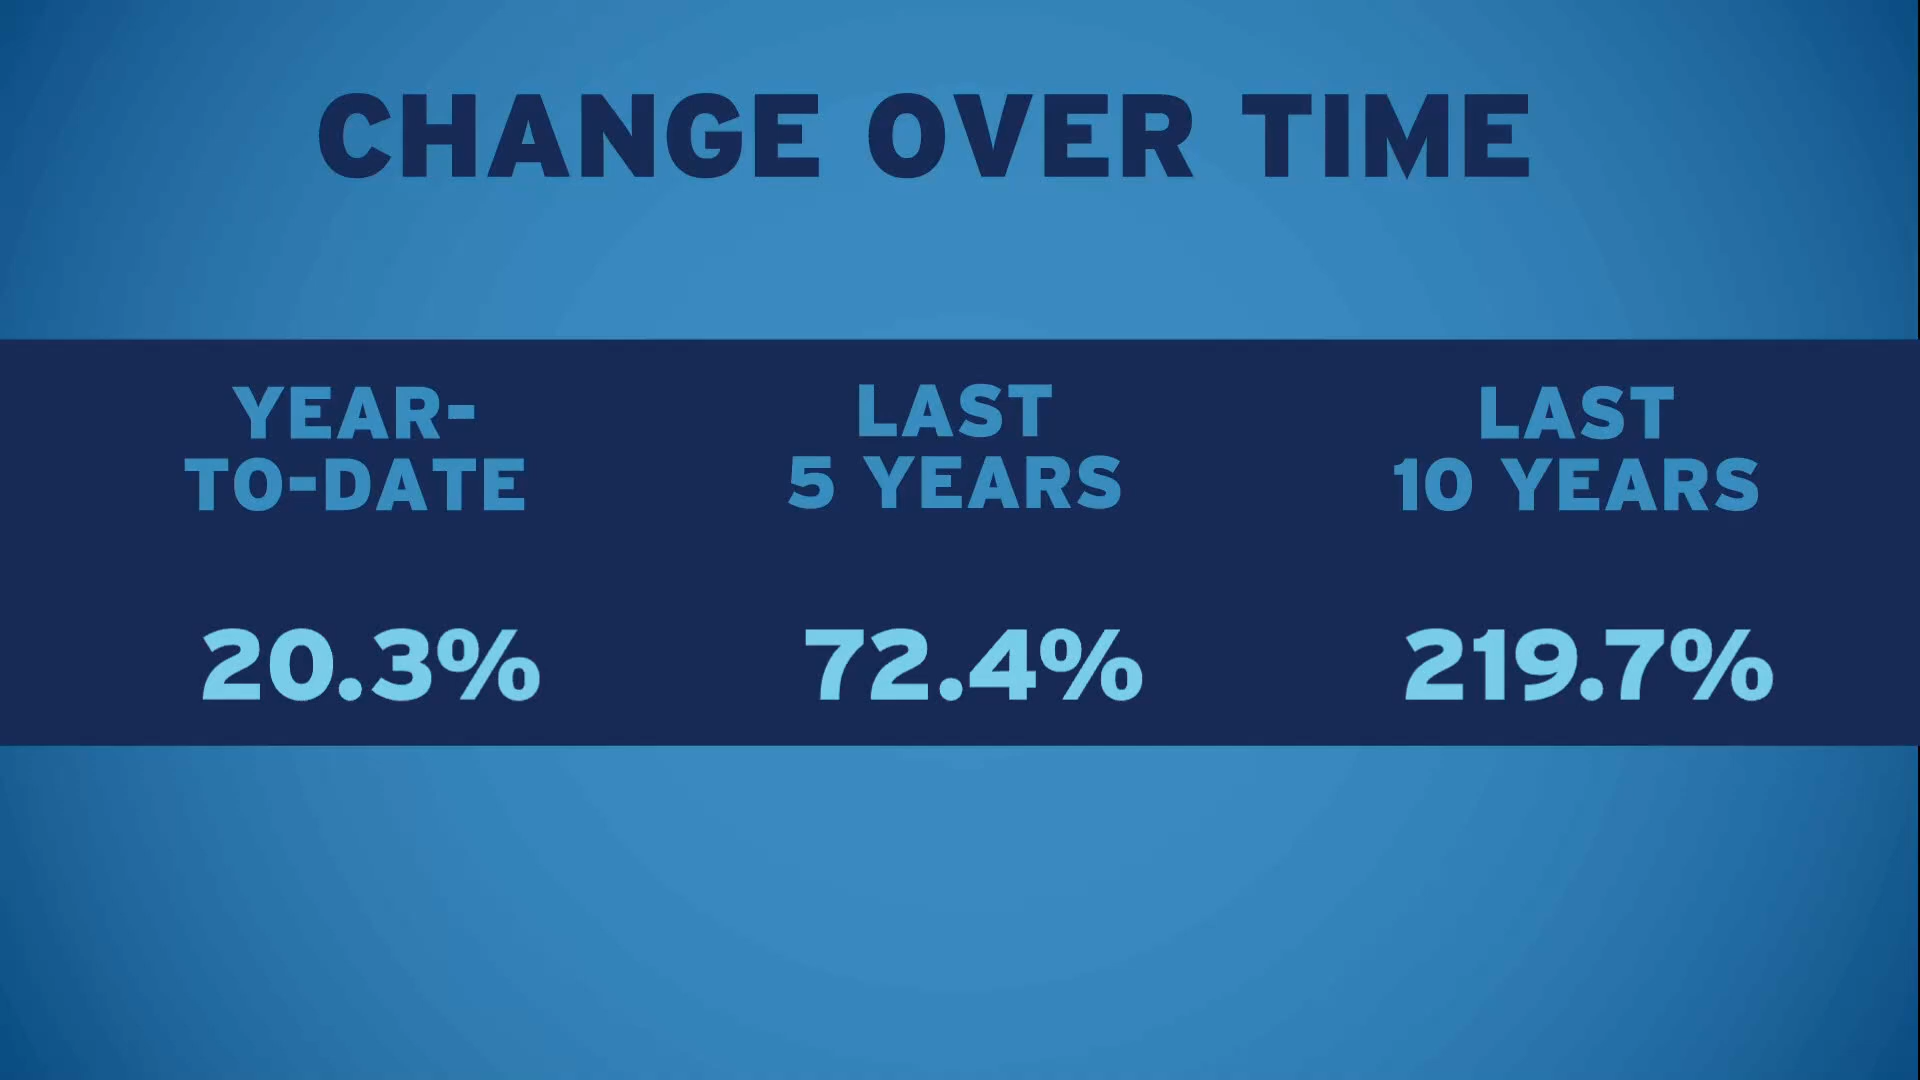 CHANGE OVER TIME
YEAR-
TO-DATE
LAST
5 YEARS
LAST
10 YEARS
20.3%
72.4%
219.7%